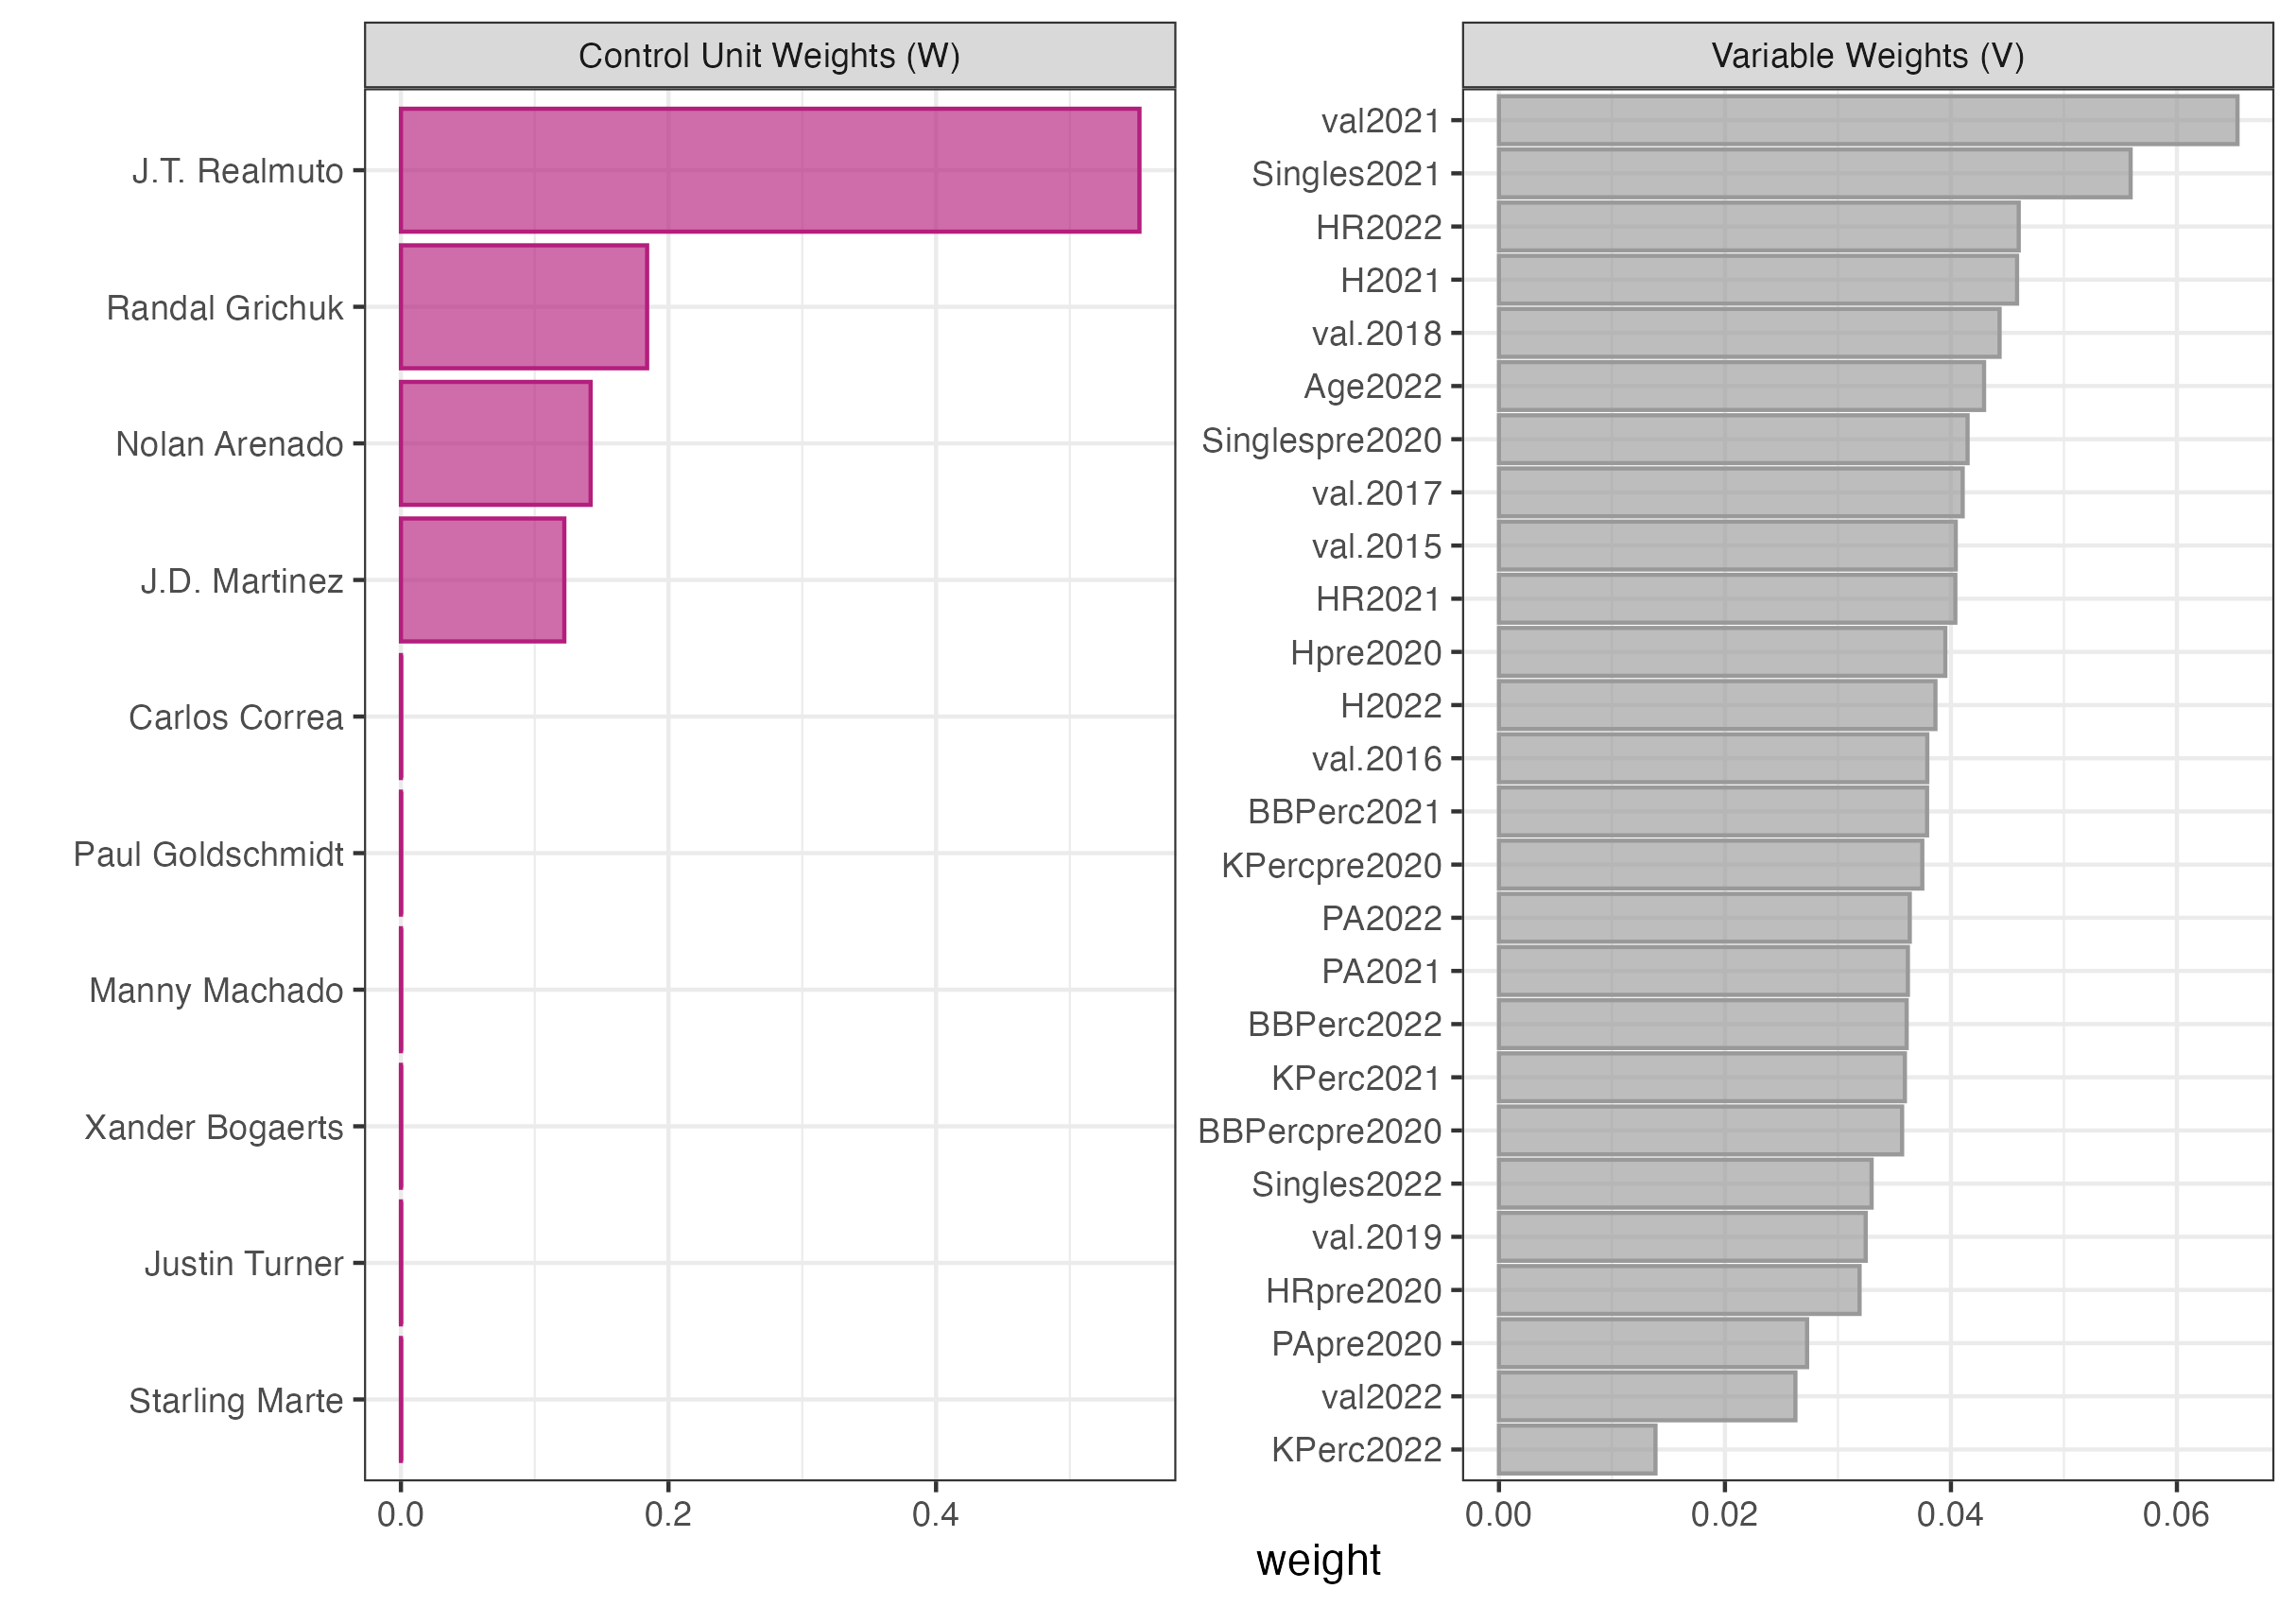 Control Unit Weights (W)
J.T. Realmuto
Randal Grichuk
Nolan Arenado
J.D. Martinez
Carlos Correa
Paul Goldschmidt
Manny Machado
Xander Bogaerts
Justin Turner
Starling Marte
0.0 0.2 0.4
Variable Weights (V)
val2021
Singles2021
HR2022
H2021
val.2018
Age2022
Singlespre2020
val.2017
val.2015
HR2021
Hpre2020
H2022
val.2016
BBPerc2021
KPercpre2020
PA2022
PA2021
BBPerc2022
KPerc2021
BBPercpre2020
Singles2022
val.2019
HRpre2020
PApre2020
val2022
KPerc2022
0.00 0.02 0.04 0.06
weight